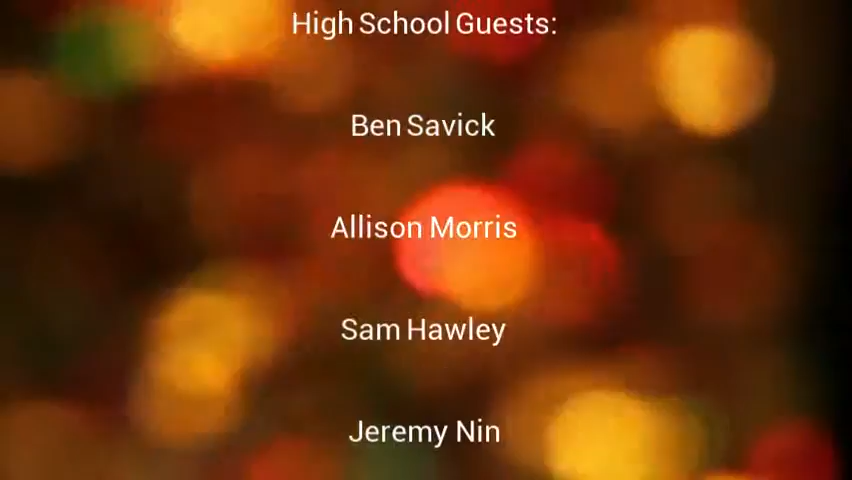 High School Guests:
Ben Savick
Allison Morris
Sam Hawley
Jeremy Nin